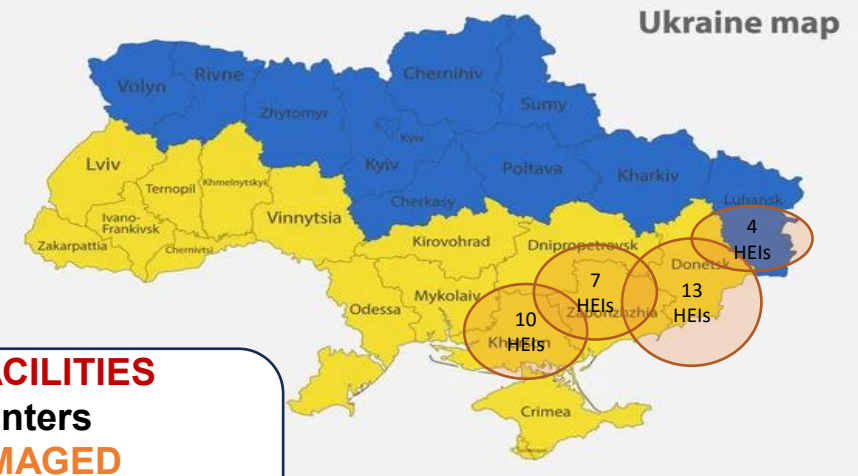 Ukraine map
Volyn
Rivne
Chernihiv
Zhytomyr
Sumy
Kyiv
Kyiv
Lviv
Ternopil
Khmelnytskyi
Poltava
Kharkiv
Cherkasy
Luhansk
Ivano-
Frankivsk
Vinnytsia
Zakarpattia
Chernivtsi
Kirovohrad
Dnipropetrovsk
4
HEIs
Donetsk
7
HEIs
13
HEIs
Zaporizhzhia
Odessa
Mykolaiv
10
HEIs
Kherson
Crimea
ACILITIES
nters
MAGED